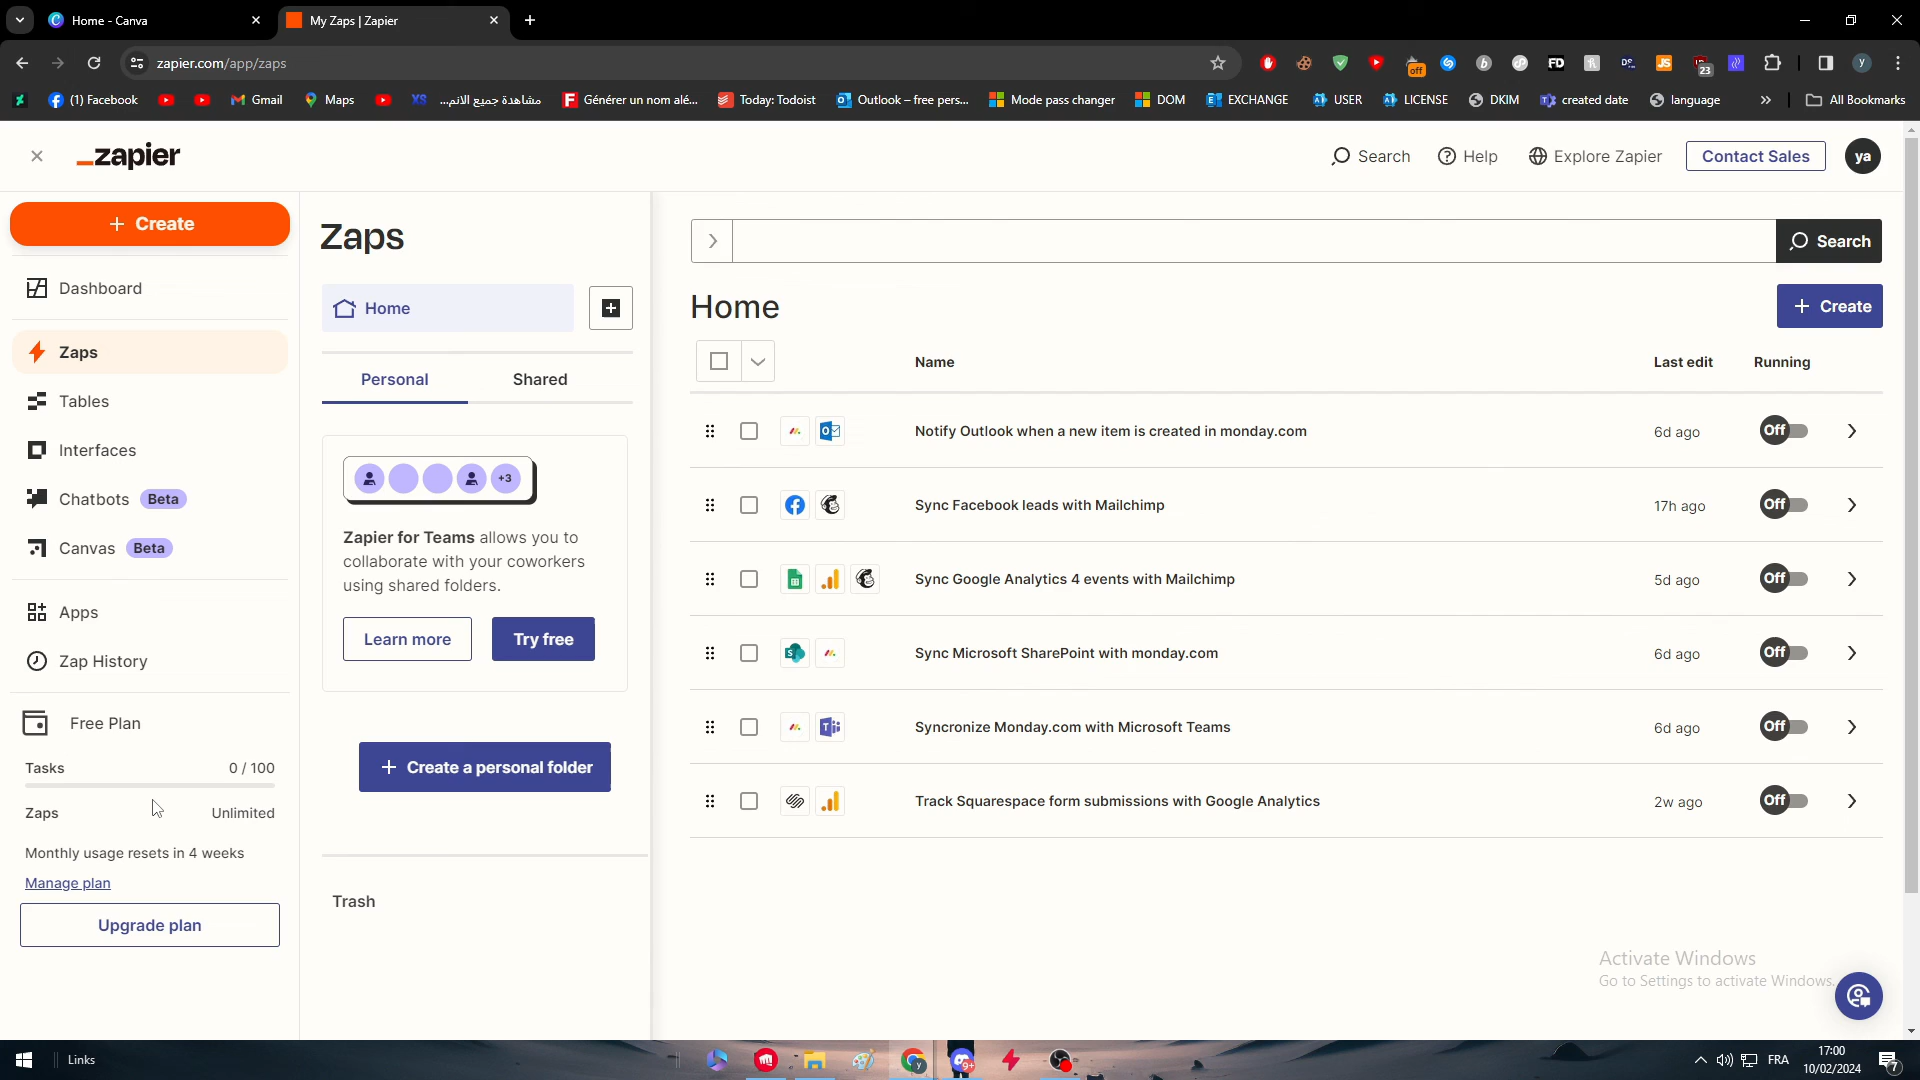 Home - Canva
My Zaps | Zapier
zapier.com/app/zaps
off
FD
JS
23
y
(1) Facebook
Gmail
Maps
XS
مشاهدة جميع الانم...
Générer un nom alé...
Today: Todoist
Outlook – free pers...
Mode pass changer
DOM
EXCHANGE
USER
LICENSE
DKIM
created date
language
All Bookmarks
zapier
Search
Help
Explore Zapier
Contact Sales
ya
Create
Dashboard
Zaps
Tables
Interfaces
Chatbots Beta
Canvas Beta
Apps
Zap History
Free Plan
Tasks 0 / 100
Zaps Unlimited
Monthly usage resets in 4 weeks
Manage plan
Upgrade plan
Zaps
Home
Personal Shared
+3
Zapier for Teams allows you to
collaborate with your coworkers
using shared folders.
Learn more Try free
Create a personal folder
Trash
Search
Home
Create
Name Last edit Running
Notify Outlook when a new item is created in monday.com 6d ago Off
Sync Facebook leads with Mailchimp 17h ago Off
Sync Google Analytics 4 events with Mailchimp 5d ago Off
Sync Microsoft SharePoint with monday.com 6d ago Off
Syncronize Monday.com with Microsoft Teams 6d ago Off
Track Squarespace form submissions with Google Analytics 2w ago Off
Activate Windows
Go to Settings to activate Windows.
Links
9+
FRA
17:00
10/02/2024
7